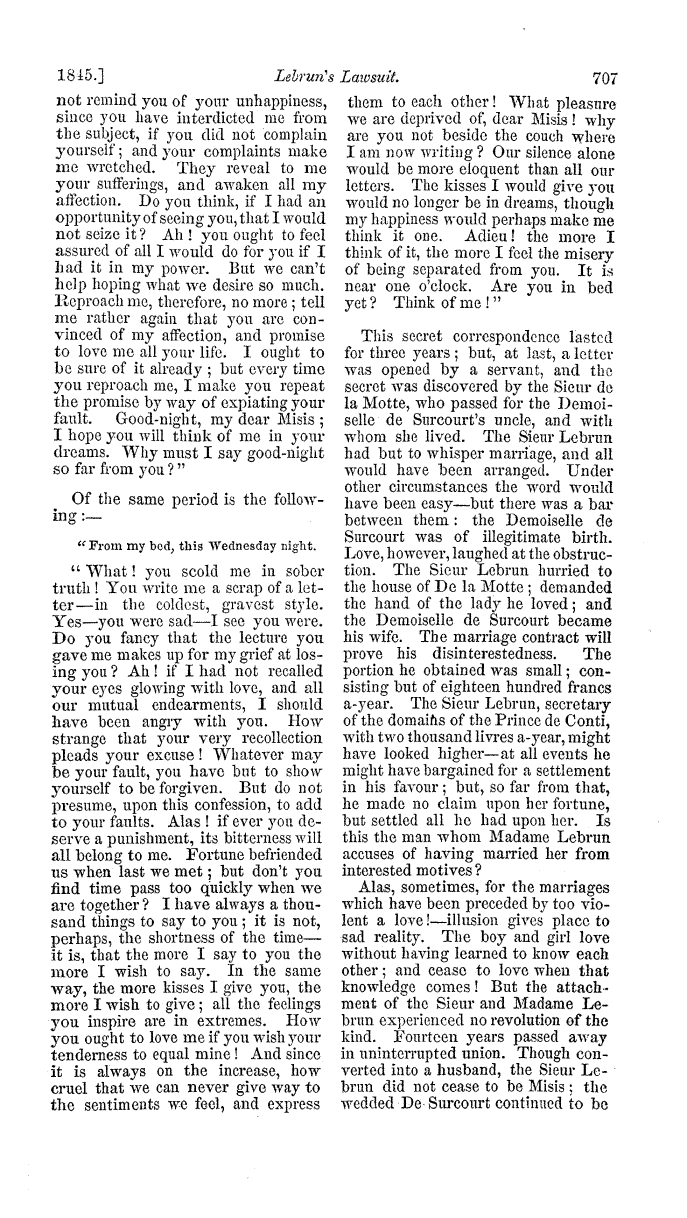 1845.] Lebrun's Lawsuit. 707
not remind you of your unhappiness,
since you have interdicted me from
the subject, if you did not complain
yourself; and your complaints make
me wretched. They reveal to me
your sufferings, and awaken all my
affection. Do you think, if I had an
opportunity of seeing you, that I would
not seize it? Ah! you ought to feel
assured of all I would do for you if I
had it in my power. But we can't
help hoping what we desire so much.
Reproach me, therefore, no more; tell
me rather again that you are con-
vinced of my affection, and promise
to love me all your life. I ought to
be sure of it already; but every time
you reproach me, I make you repeat
the promise by way of expiating your
fault. Good-night, my dear Misis;
I hope you will think of me in your
dreams. Why must I say good-night
so far from you?"
Of the same period is the follow-
ing:—
"From my bed, this Wednesday night.
"What! you scold me in sober
truth! You write me a scrap of a let-
ter—in the coldest, gravest style.
Yes—you were sad—I see you were.
Do you fancy that the lecture you
gave me makes up for my grief at los-
ing you? Ah! if I had not recalled
your eyes glowing with love, and all
our mutual endearments, I should
have been angry with you. How
strange that your very recollection
pleads your excuse! Whatever may
be your fault, you have but to show
yourself to be forgiven. But do not
presume, upon this confession, to add
to your faults. Alas! if ever you de-
serve a punishment, its bitterness will
all belong to me. Fortune befriended
us when last we met; but don't you
find time pass too quickly when we
are together? I have always a thou-
sand things to say to you; it is not,
perhaps, the shortness of the time—
it is, that the more I say to you the
more I wish to say. In the same
way, the more kisses I give you, the
more I wish to give; all the feelings
you inspire are in extremes. How
you ought to love me if you wish your
tenderness to equal mine! And since
it is always on the increase, how
cruel that we can never give way to
the sentiments we feel, and express
them to each other! What pleasure
we are deprived of, dear Misis! why
are you not beside the couch where
I am now writing? Our silence alone
would be more eloquent than all our
letters. The kisses I would give you
would no longer be in dreams, though
my happiness would perhaps make me
think it one. Adieu! the more I
think of it, the more I feel the misery
of being separated from you. It is
near one o'clock. Are you in bed
yet? Think of me!"
This secret correspondence lasted
for three years; but, at last, a letter
was opened by a servant, and the
secret was discovered by the Sieur de
la Motte, who passed for the Demoi-
selle de Surcourt's uncle, and with
whom she lived. The Sieur Lebrun
had but to whisper marriage, and all
would have been arranged. Under
other circumstances the word would
have been easy—but there was a bar
between them: the Demoiselle de
Surcourt was of illegitimate birth.
Love, however, laughed at the obstruc-
tion. The Sieur Lebrun hurried to
the house of De la Motte; demanded
the hand of the lady he loved; and
the Demoiselle de Surcourt became
his wife. The marriage contract will
prove his disinterestedness. The
portion he obtained was small; con-
sisting but of eighteen hundred francs
a-year. The Sieur Lebrun, secretary
of the domains of the Prince de Conti,
with two thousand livres a-year, might
have looked higher—at all events he
might have bargained for a settlement
in his favour; but, so far from that,
he made no claim upon her fortune,
but settled all he had upon her. Is
this the man whom Madame Lebrun
accuses of having married her from
interested motives?
Alas, sometimes, for the marriages
which have been preceded by too vio-
lent a love!—illusion gives place to
sad reality. The boy and girl love
without having learned to know each
other; and cease to love when that
knowledge comes! But the attach-
ment of the Sieur and Madame Le-
brun experienced no revolution of the
kind. Fourteen years passed away
in uninterrupted union. Though con-
verted into a husband, the Sieur Le-
brun did not cease to be Misis; the
wedded De Surcourt continued to be